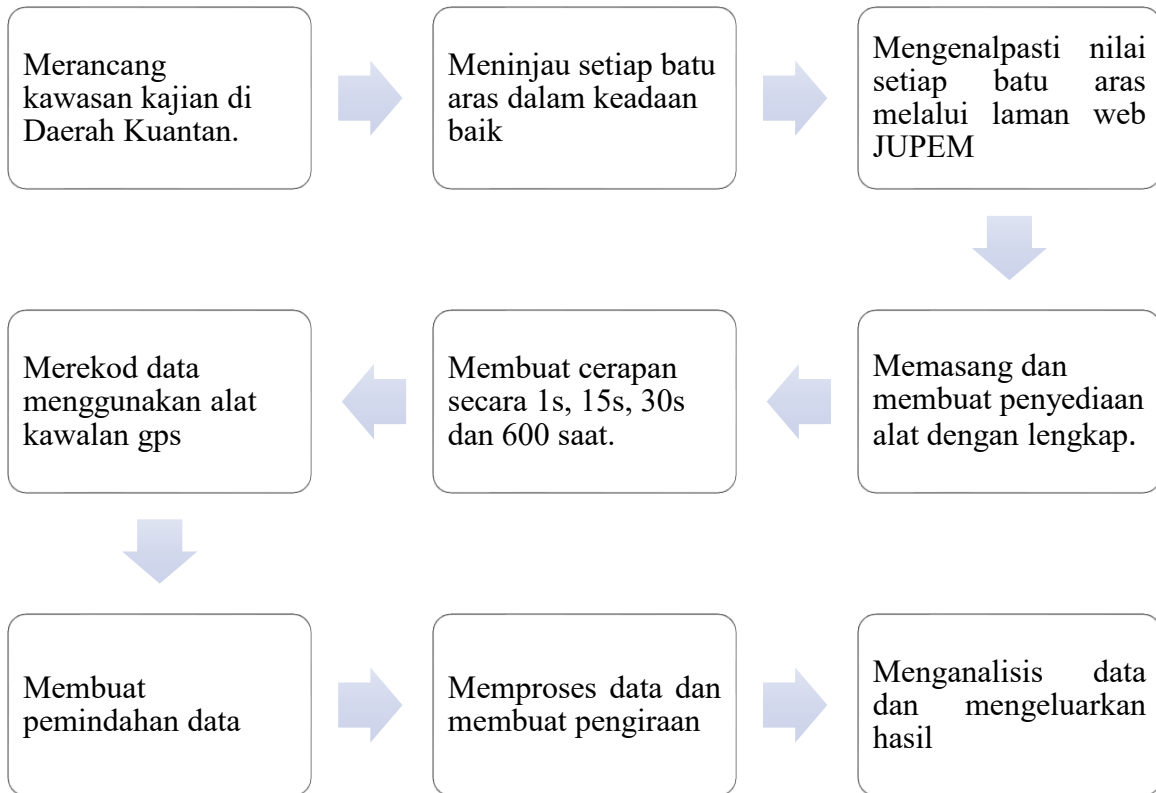 Merancang
kawasan kajian di
Daerah Kuantan.
Meninjau setiap batu
aras dalam keadaan
baik
Mengenalpasti nilai
setiap batu aras
melalui laman web
JUPEM
Memasang dan
membuat penyediaan
alat dengan lengkap.
Membuat cerapan
secara 1s, 15s, 30s
dan 600 saat.
Merekod data
menggunakan alat
kawalan gps
Membuat
pemindahan data
Memproses data dan
membuat pengiraan
Menganalisis data
dan mengeluarkan
hasil